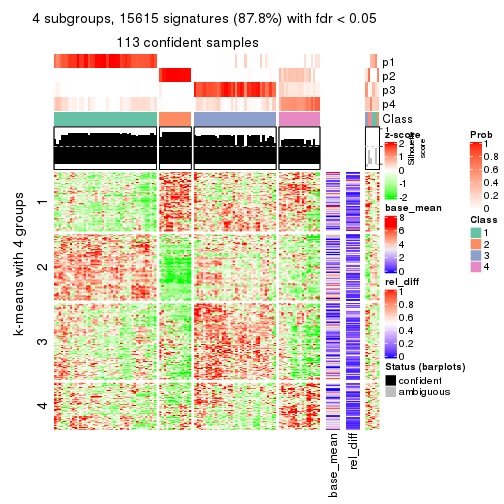 4 subgroups, 15615 signatures (87.8%) with fdr < 0.05
113 confident samples
p1
p2
p3
p4
Class
1
Silhouette
score
k-means with 4 groups
1
2
3
4
base_mean
rel_diff
z-score
2
1
0
-1
-2
base_mean
8
6
4
2
0
rel_diff
1
0.8
0.6
0.4
0.2
0
Status (barplots)
confident
ambiguous
Prob
1
0.8
0.6
0.4
0.2
0
Class
1
2
3
4